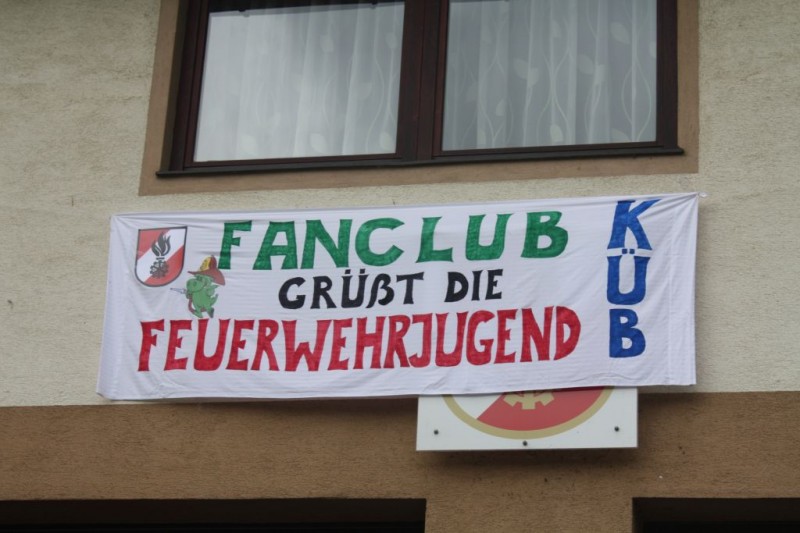 FANCLUB
GRÜßT DIE
FEUERWEHRJUGEND
KÜB